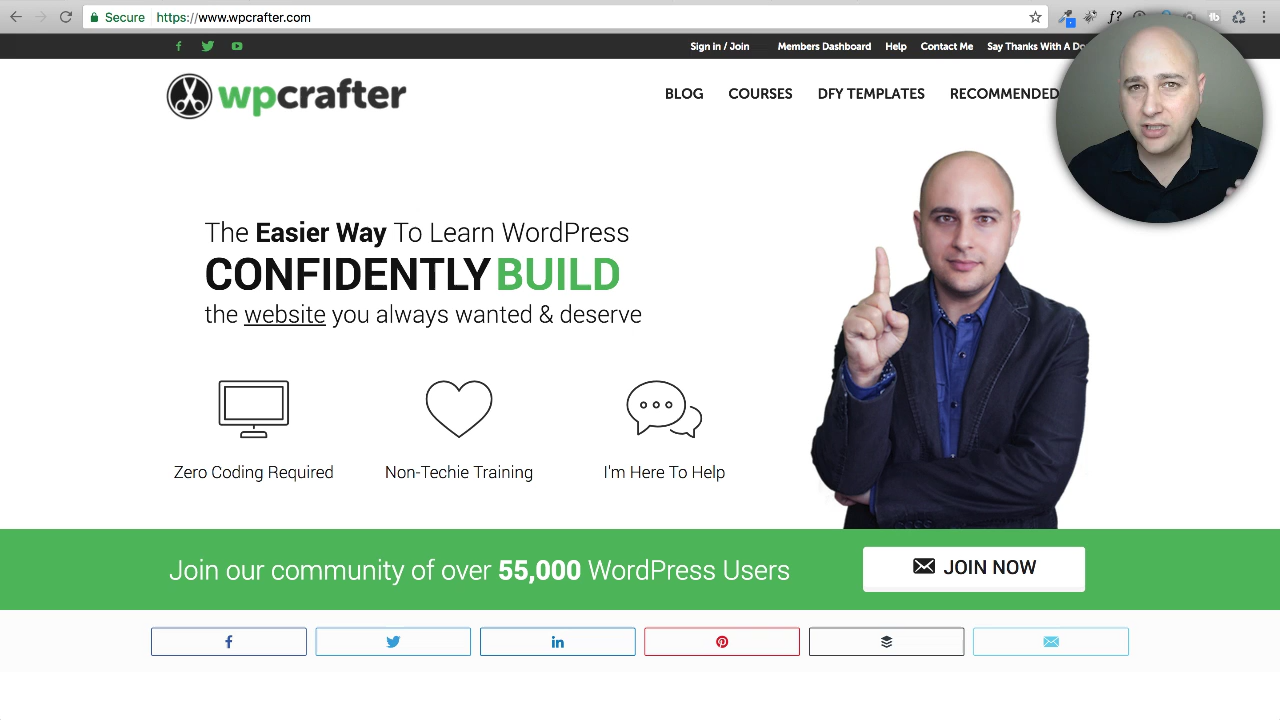 Secure
https://www.wpcrafter.com
f?
Sign in / Join
Members Dashboard
Help
Contact Me
Say Thanks With A
wpcrafter
BLOG
COURSES
DFY TEMPLATES
RECOMMENDED
The Easier Way To Learn WordPress
CONFIDENTLY BUILD
the website you always wanted & deserve
Zero Coding Required
Non-Techie Training
I'm Here To Help
Join our community of over 55,000 WordPress Users
JOIN NOW